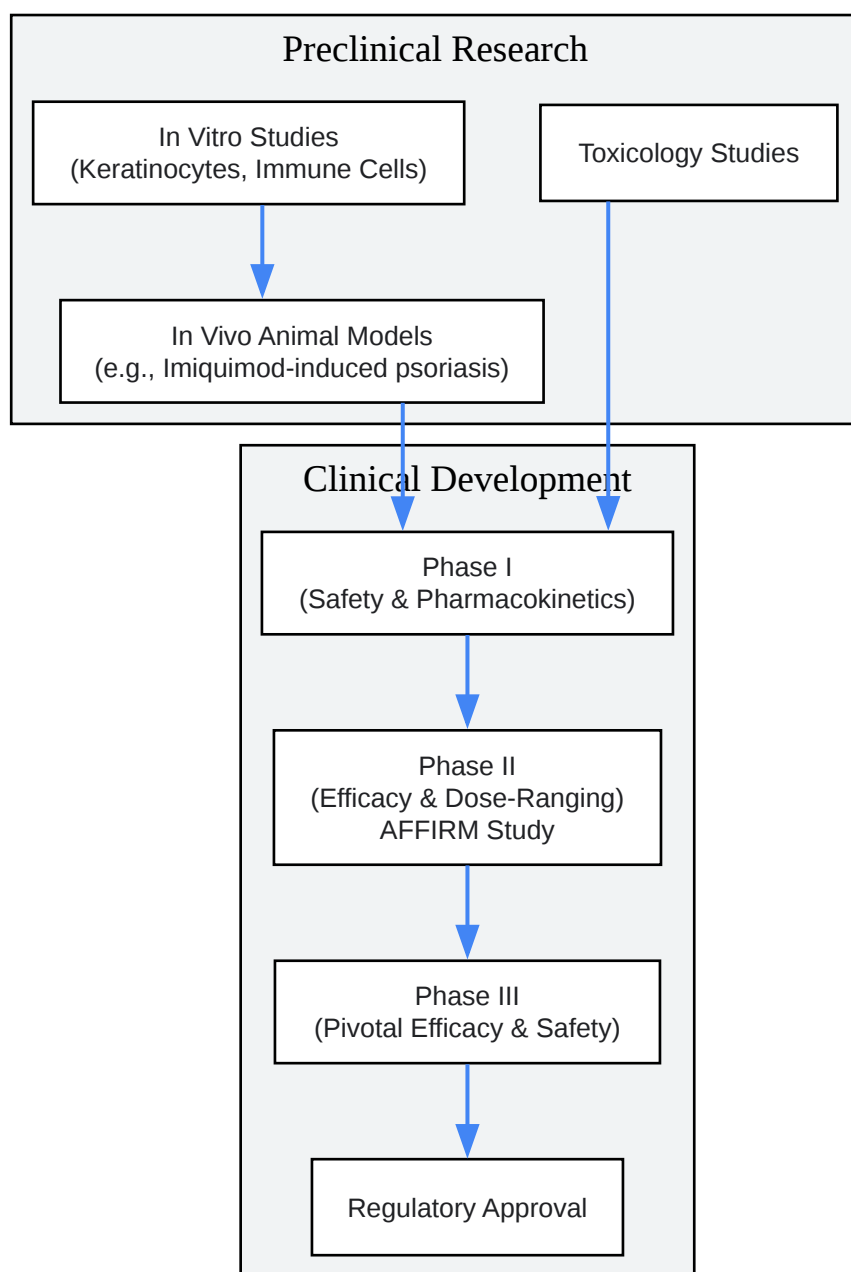 Preclinical Research
In Vitro Studies
(Keratinocytes, Immune Cells)
Toxicology Studies
In Vivo Animal Models
(e.g., Imiquimod-induced psoriasis)
Clinical Development
Phase I
(Safety & Pharmacokinetics)
Phase II
(Efficacy & Dose-Ranging)
AFFIRM Study
Phase III
(Pivotal Efficacy & Safety)
Regulatory Approval